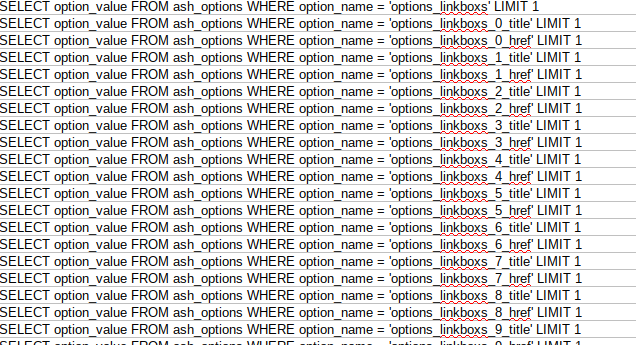 SELECT option_value FROM ash_options WHERE option_name = 'options_linkboxs' LIMIT 1
SELECT option_value FROM ash_options WHERE option_name = 'options_linkboxs_0_title' LIMIT 1
SELECT option_value FROM ash_options WHERE option_name = 'options_linkboxs_0_href' LIMIT 1
SELECT option_value FROM ash_options WHERE option_name = 'options_linkboxs_1_title' LIMIT 1
SELECT option_value FROM ash_options WHERE option_name = 'options_linkboxs_1_href' LIMIT 1
SELECT option_value FROM ash_options WHERE option_name = 'options_linkboxs_2_title' LIMIT 1
SELECT option_value FROM ash_options WHERE option_name = 'options_linkboxs_2_href' LIMIT 1
SELECT option_value FROM ash_options WHERE option_name = 'options_linkboxs_3_title' LIMIT 1
SELECT option_value FROM ash_options WHERE option_name = 'options_linkboxs_3_href' LIMIT 1
SELECT option_value FROM ash_options WHERE option_name = 'options_linkboxs_4_title' LIMIT 1
SELECT option_value FROM ash_options WHERE option_name = 'options_linkboxs_4_href' LIMIT 1
SELECT option_value FROM ash_options WHERE option_name = 'options_linkboxs_5_title' LIMIT 1
SELECT option_value FROM ash_options WHERE option_name = 'options_linkboxs_5_href' LIMIT 1
SELECT option_value FROM ash_options WHERE option_name = 'options_linkboxs_6_title' LIMIT 1
SELECT option_value FROM ash_options WHERE option_name = 'options_linkboxs_6_href' LIMIT 1
SELECT option_value FROM ash_options WHERE option_name = 'options_linkboxs_7_title' LIMIT 1
SELECT option_value FROM ash_options WHERE option_name = 'options_linkboxs_7_href' LIMIT 1
SELECT option_value FROM ash_options WHERE option_name = 'options_linkboxs_8_title' LIMIT 1
SELECT option_value FROM ash_options WHERE option_name = 'options_linkboxs_8_href' LIMIT 1
SELECT option_value FROM ash_options WHERE option_name = 'options_linkboxs_9_title' LIMIT 1
SELECT option_value FROM ash_options WHERE option_name = 'options_linkboxs_9_href' LIMIT 1